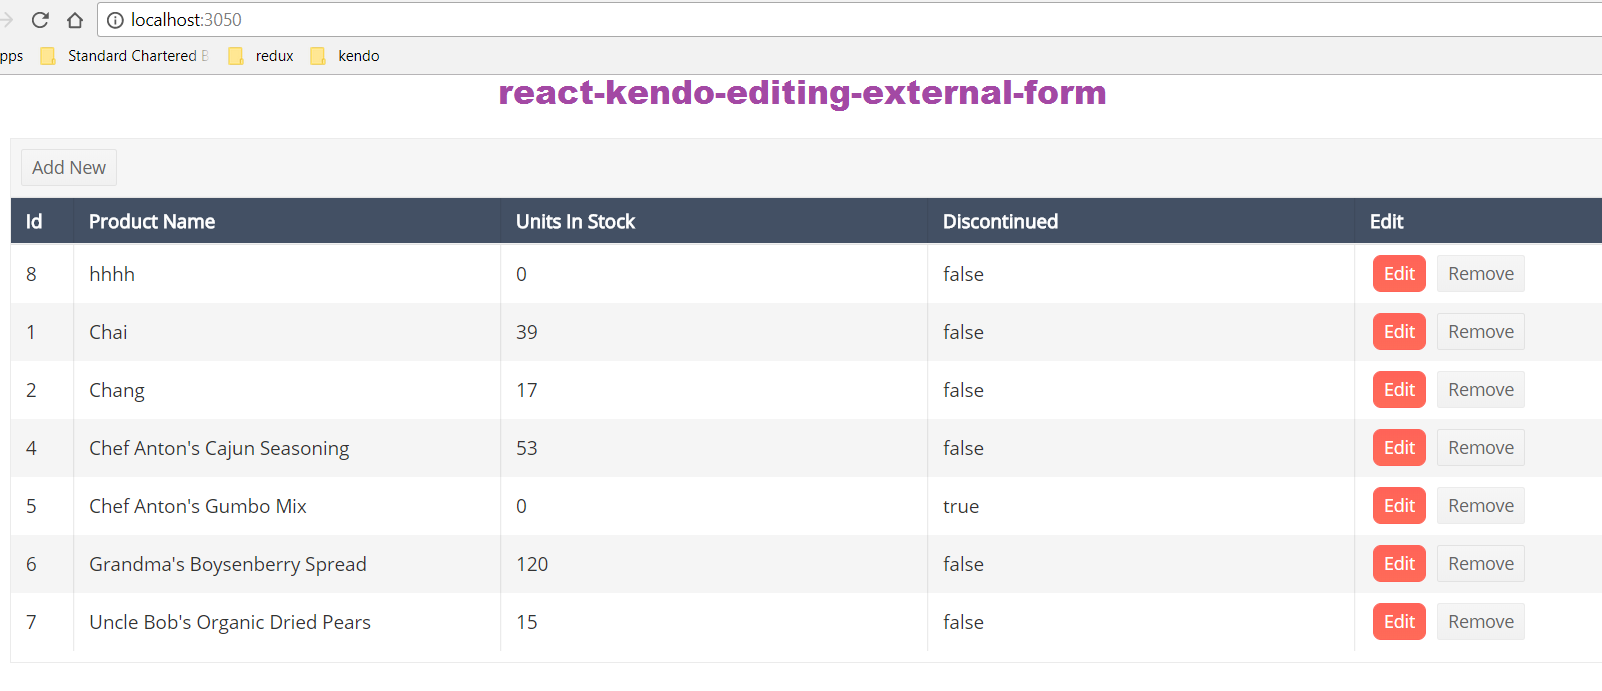 localhost:3050
pps Standard Chartered B redux kendo
react-kendo-editing-external-form
Add New
Id Product Name Units In Stock Discontinued Edit
8 hhhh 0 false Edit Remove
1 Chai 39 false Edit Remove
2 Chang 17 false Edit Remove
4 Chef Anton's Cajun Seasoning 53 false Edit Remove
5 Chef Anton's Gumbo Mix 0 true Edit Remove
6 Grandma's Boysenberry Spread 120 false Edit Remove
7 Uncle Bob's Organic Dried Pears 15 false Edit Remove